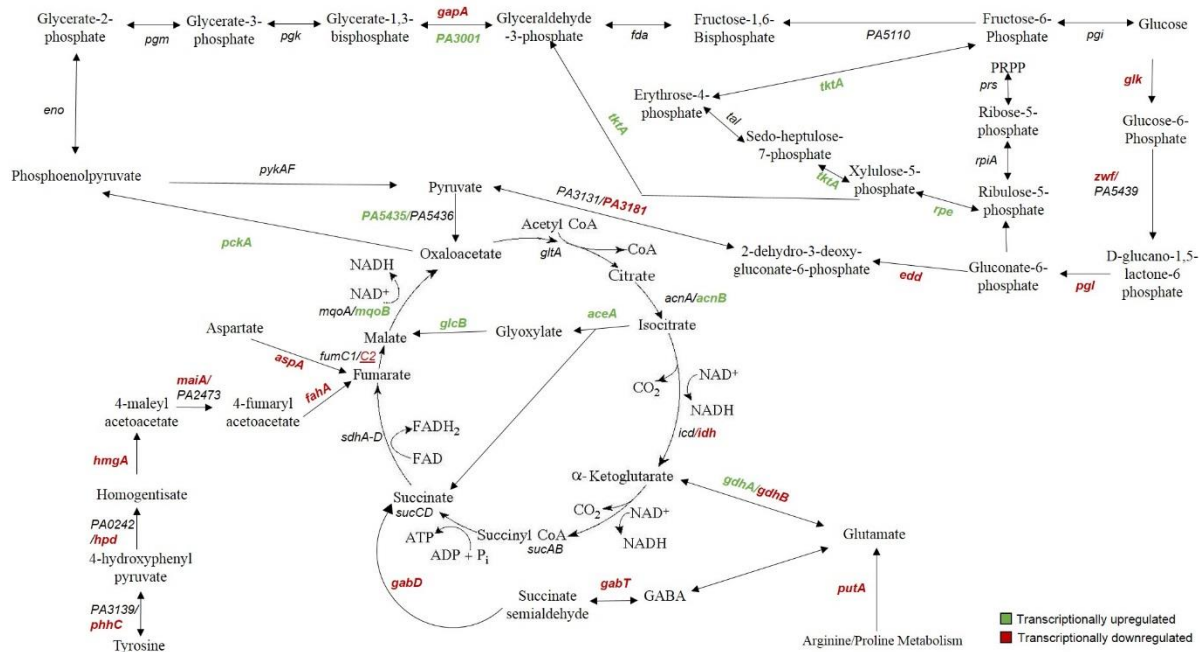 Glycerate-2-
phosphate
pgm
Glycerate-3-
phosphate
pgk
Glycerate-1,3-
bisphosphate
gapA
PA3001
Glyceraldehyde
-3-phosphate
fda
Fructose-1,6-
Bisphosphate
PA5110
Fructose-6-
Phosphate
pgi
Glucose
glk
Glucose-6-
Phosphate
zwf/
PA5439
D-glucano-1,5-
lactone-6
phosphate
pgl
Gluconate-6-
phosphate
edd
2-dehydro-3-deoxy-
gluconate-6-phosphate
PRPP
prs
Ribose-5-
phosphate
rpiA
Ribulose-5-
phosphate
rpe
Xylulose-5-
phosphate
tktA
Sedo-heptulose-
7-phosphate
tal
Erythrose-4-
phosphate
tktA
tktA
eno
Phosphoenolpyruvate
pykAF
Pyruvate
PA3131/PA3181
PA5435/PA5436
pckA
Oxaloacetate
Acetyl CoA
gltA
CoA
Citrate
acnA/acnB
Isocitrate
aceA
Glyoxylate
glcB
NADH
NAD+
mqoA/mqoB
Malate
fumC1/C2
Fumarate
Aspartate
aspA
maiA/
PA2473
4-maleyl
acetoacetate
4-fumaryl
acetoacetate
fahA
hmgA
Homogentisate
PA0242
/hpd
4-hydroxyphenyl
pyruvate
PA3139/
phhC
Tyrosine
sdhA-D
FADH2
FAD
CO2
NAD+
NADH
icd/idh
α-Ketoglutarate
gdhA/gdhB
Glutamate
CO2
NAD+
NADH
Succinate
sucCD
Succinyl CoA
sucAB
ATP
ADP + Pi
gabD
Succinate
semialdehyde
gabT
GABA
putA
Arginine/Proline Metabolism
Transcriptionally upregulated
Transcriptionally downregulated